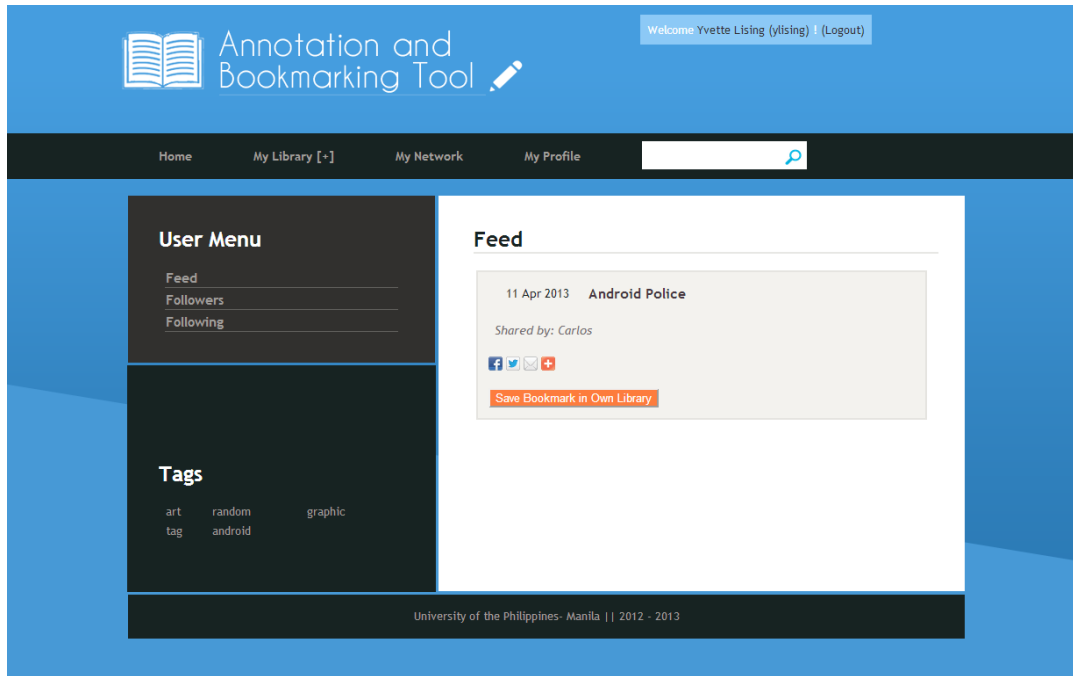 Annotation and
Bookmarking Tool
Welcome Yvette Lising (ylising) ! (Logout)
Home My Library [+] My Network My Profile
User Menu
Feed
Followers
Following
Tags
art random graphic
tag android
Feed
11 Apr 2013 Android Police
Shared by: Carlos
Save Bookmark in Own Library
University of the Philippines- Manila || 2012 - 2013